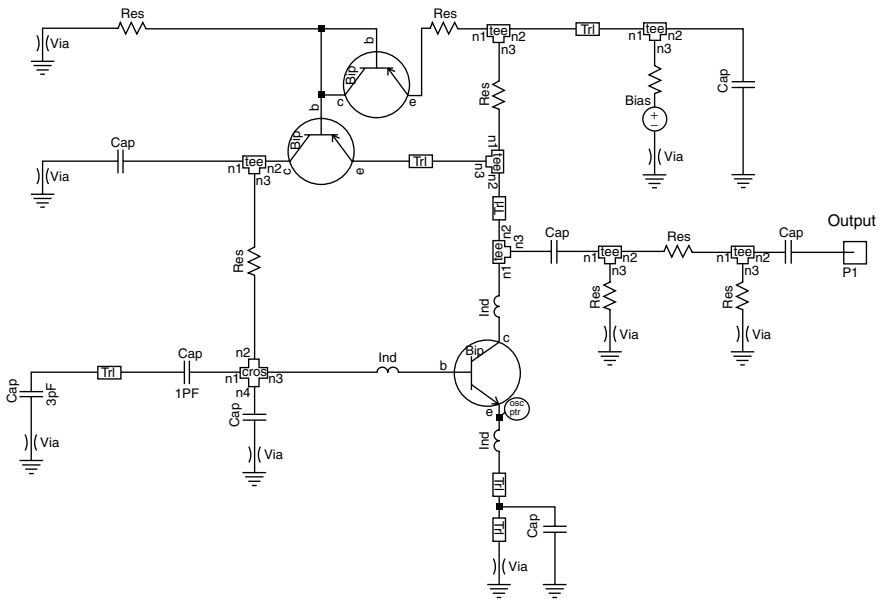 Res
Res
Via
b
Bip
c
e
tee
n1
n2
n3
Trl
tee
n1
n2
n3
Res
Bias
+
−
Via
Cap
Res
b
Bip
c
e
Cap
Via
tee
n1
n2
n3
Trl
n1
tee
n2
n3
Trl
Output
n2
n3
tee
n1
Cap
tee
n1
n2
n3
Res
tee
n1
n2
n3
Cap
P1
Res
Via
Res
Via
Res
Ind
c
Bip
b
e
osc
ptr
Ind
n2
n1
cros
n3
n4
Cap
1PF
Trl
Cap
3pF
Via
Cap
Via
Ind
Trl
Trl
Cap
Via